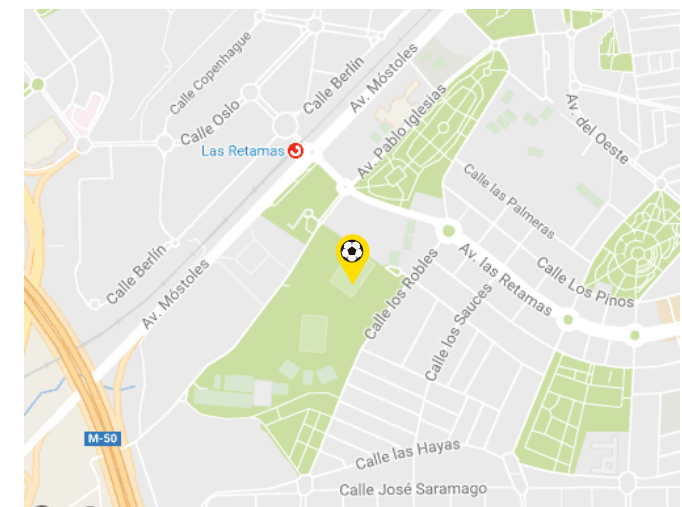 Calle Copenhague
Calle Berlín
Av. Móstoles
Calle Oslo
Av. Pablo Iglesias
Av. del Oeste
Las Retamas
Calle las Palmeras
Calle Berlín
Av. Móstoles
Calle los Robles
Av. las Retamas
Calle Los Pinos
Calle los Sauces
M-50
Calle las Hayas
Calle José Saramago